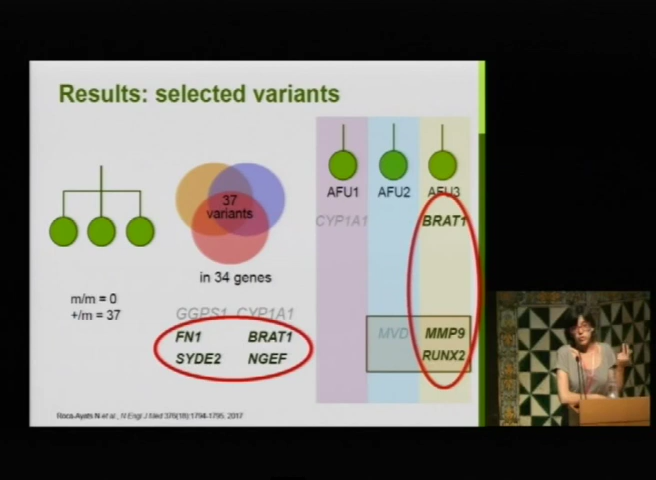 Results: selected variants
AFU1 AFU2 AFU3
37
variants
CYP1A1 BRAT1
in 34 genes
m/m = 0
+/m = 37
GGPS1 CYP1A1
FN1 BRAT1
SYDE2 NGEF
MVD MMP9
RUNX2
Roca-Ayats N et al., N Engl J Med 376(18):1794-1795, 2017